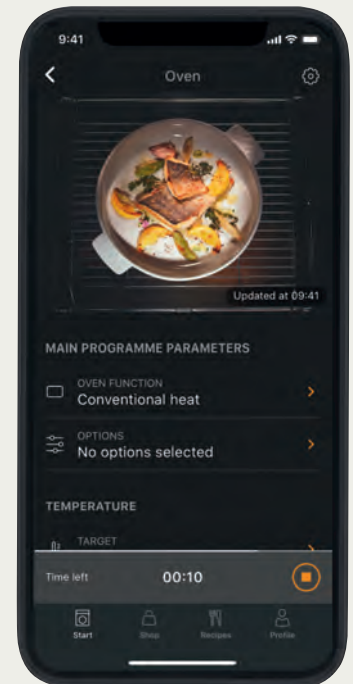 9:41
Oven
Updated at 09:41
MAIN PROGRAMME PARAMETERS
OVEN FUNCTION
Conventional heat
OPTIONS
No options selected
TEMPERATURE
TARGET
Time left 00:10
Start Shop Recipes Profile